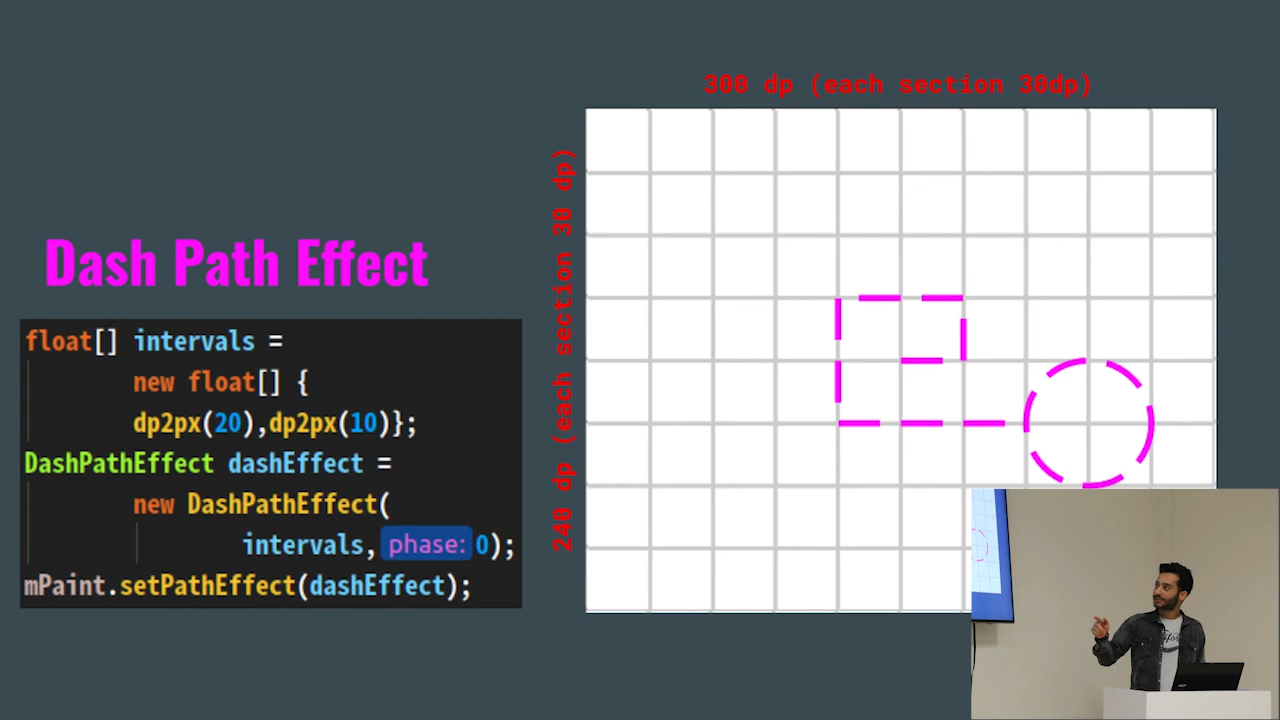 300 dp (each section 30dp)
240 dp (each section 30 dp)
Dash Path Effect
float[] intervals =
new float[] {
dp2px(20),dp2px(10)};
DashPathEffect dashEffect =
new DashPathEffect(
intervals, phase: 0);
mPaint.setPathEffect(dashEffect);